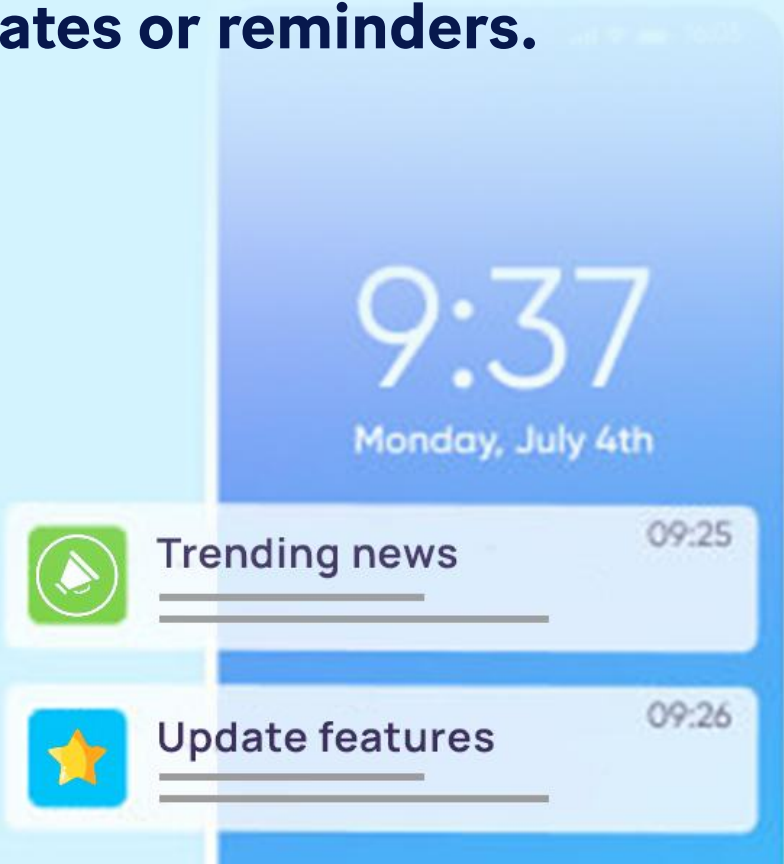 ates or reminders.
9:37
Monday, July 4th
Trending news
09:25
Update features
09:26